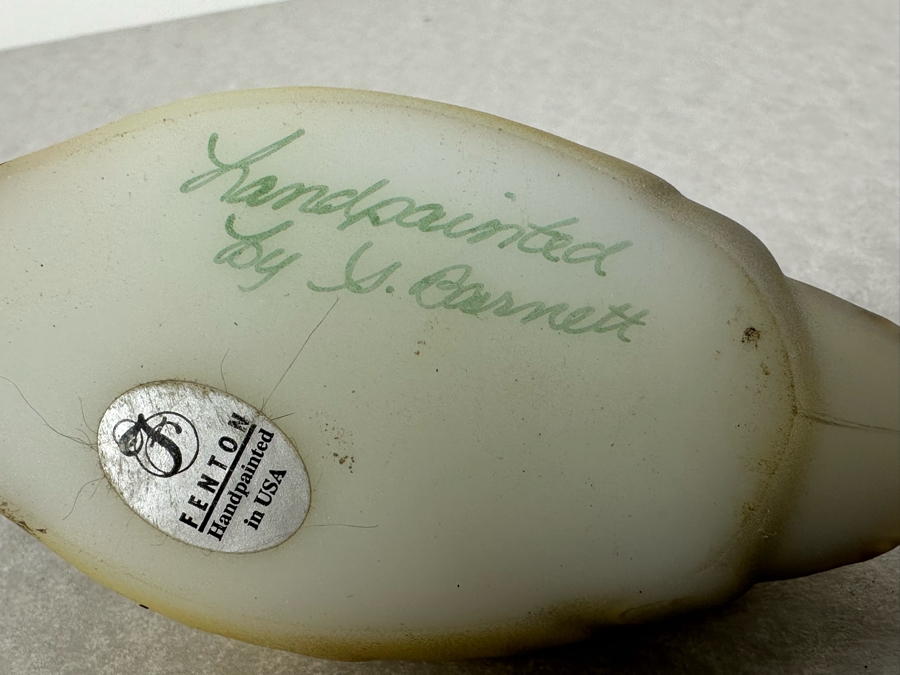 Handpainted
by G. Barnett
F
FENTON
Handpainted
in USA